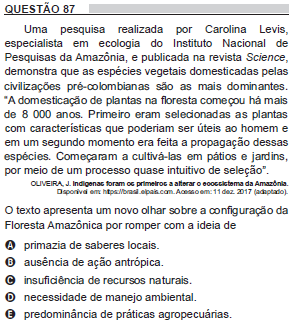 QUESTÃO 87
Uma pesquisa realizada por Carolina Levis,
especialista em ecologia do Instituto Nacional de
Pesquisas da Amazônia, e publicada na revista Science,
demonstra que as espécies vegetais domesticadas pelas
civilizações pré-colombianas são as mais dominantes.
"A domesticação de plantas na floresta começou há mais
de 8 000 anos. Primeiro eram selecionadas as plantas
com características que poderiam ser úteis ao homem e
em um segundo momento era feita a propagação dessas
espécies. Começaram a cultivá-las em pátios e jardins,
por meio de um processo quase intuitivo de seleção".
OLIVEIRA, J. Indígenas foram os primeiros a alterar o ecossistema da Amazônia.
Disponível em: https://brasil.elpais.com. Acesso em: 11 dez. 2017 (adaptado).
O texto apresenta um novo olhar sobre a configuração da
Floresta Amazônica por romper com a ideia de
A primazia de saberes locais.
B ausência de ação antrópica.
C insuficiência de recursos naturais.
D necessidade de manejo ambiental.
E predominância de práticas agropecuárias.